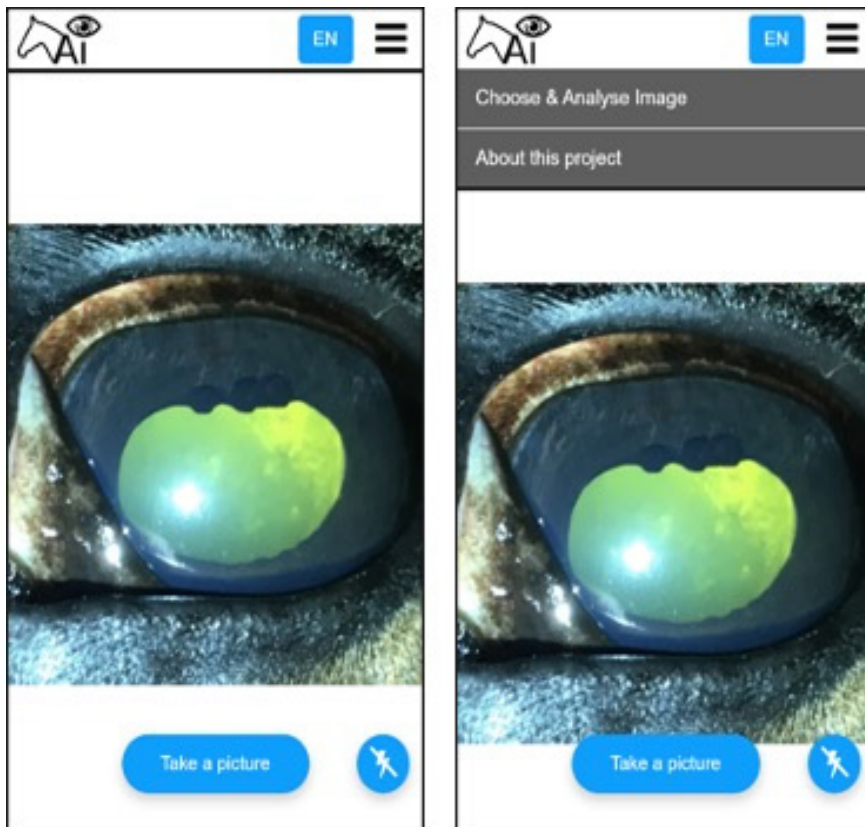 AI
EN
Take a picture
AI
EN
Choose & Analyse Image
About this project
Take a picture